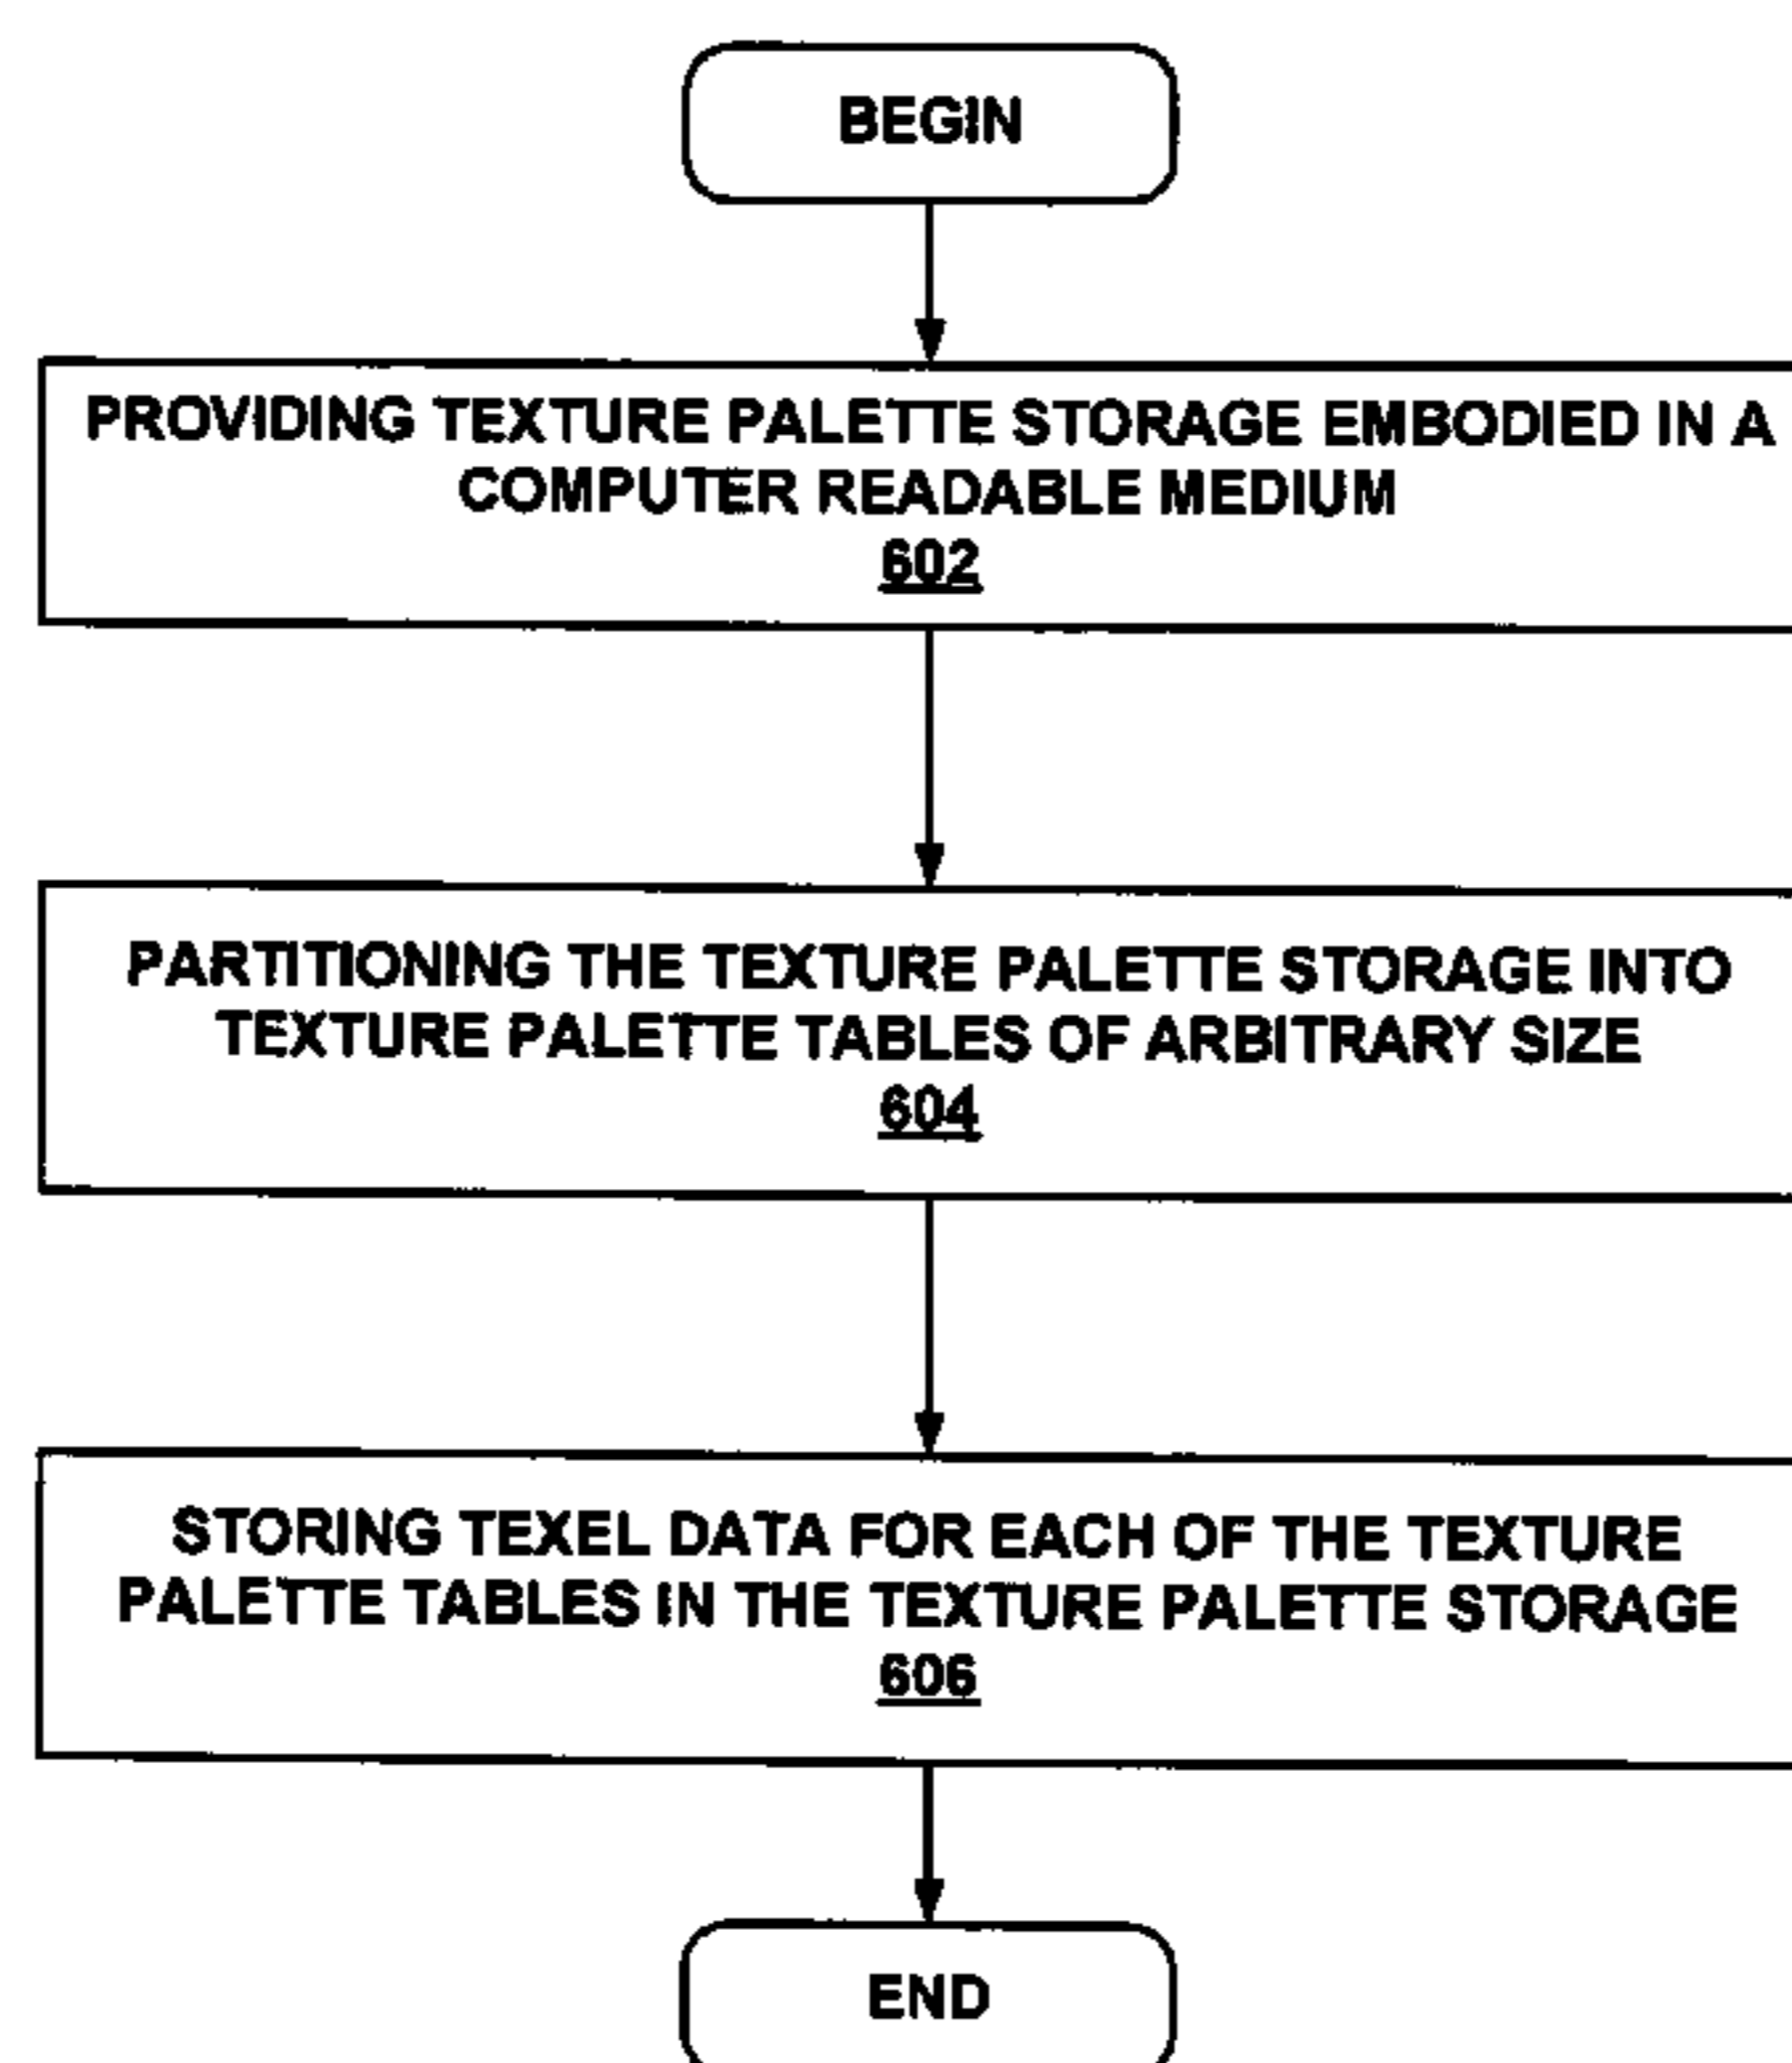 BEGIN
PROVIDING TEXTURE PALETTE STORAGE EMBODIED IN A
COMPUTER READABLE MEDIUM
602
PARTITIONING THE TEXTURE PALETTE STORAGE INTO
TEXTURE PALETTE TABLES OF ARBITRARY SIZE
604
STORING TEXEL DATA FOR EACH OF THE TEXTURE
PALETTE TABLES IN THE TEXTURE PALETTE STORAGE
606
END